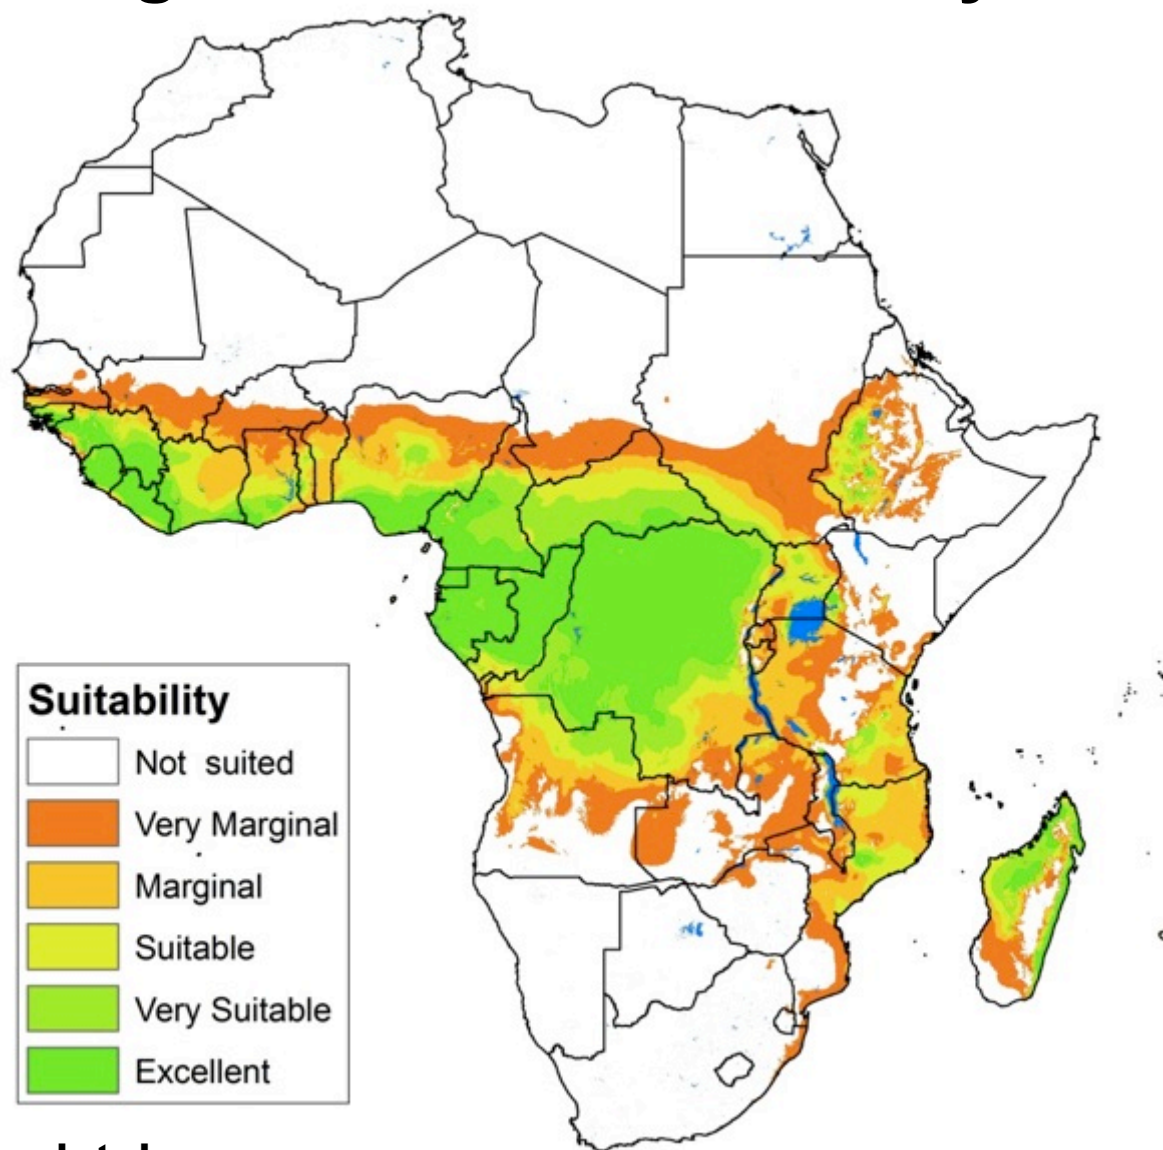 Suitability
Not suited
Very Marginal
Marginal
Suitable
Very Suitable
Excellent